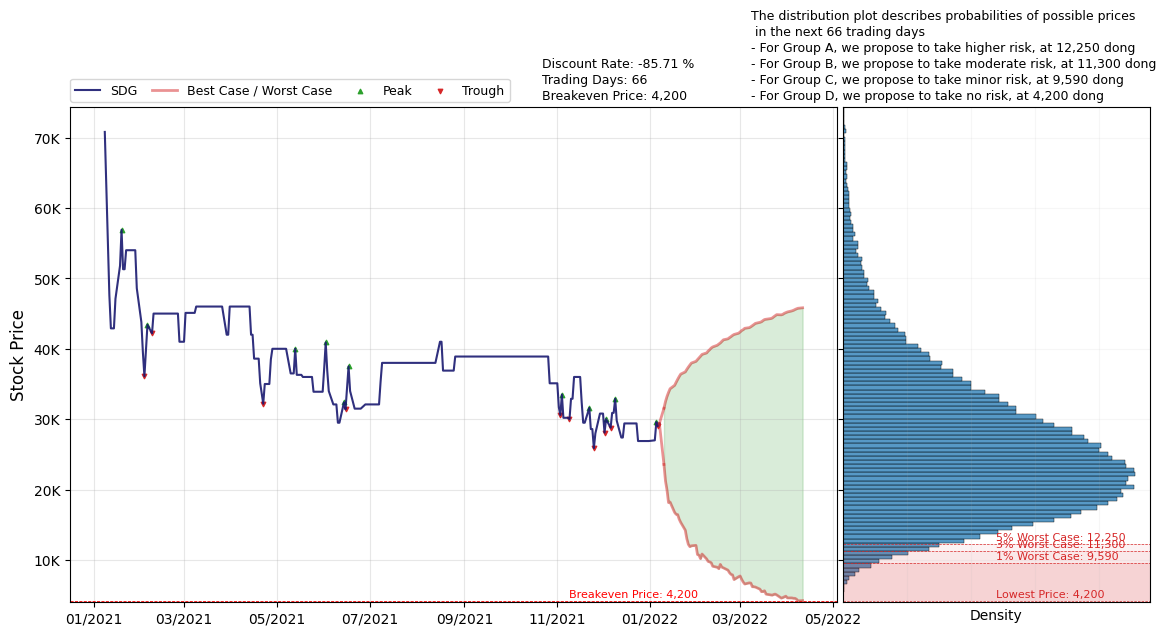 The distribution plot describes probabilities of possible prices
in the next 66 trading days
- For Group A, we propose to take higher risk, at 12,250 dong
- For Group B, we propose to take moderate risk, at 11,300 dong
- For Group C, we propose to take minor risk, at 9,590 dong
- For Group D, we propose to take no risk, at 4,200 dong
Discount Rate: -85.71 %
Trading Days: 66
Breakeven Price: 4,200
SDG Best Case / Worst Case Peak Trough
Stock Price
70K
60K
50K
40K
30K
20K
10K
Breakeven Price: 4,200
01/2021 03/2021 05/2021 07/2021 09/2021 11/2021 01/2022 03/2022 05/2022
5% Worst Case: 12,250
3% Worst Case: 11,300
1% Worst Case: 9,590
Lowest Price: 4,200
Density